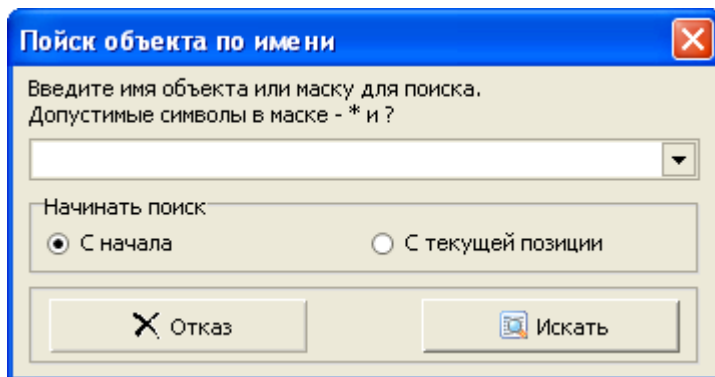 Пойск объекта по имени
Введите имя объекта или маску для поиска.
Допустимые символы в маске - * и ?
Начинать поиск
С начала
С текущей позиции
Отказ
Искать